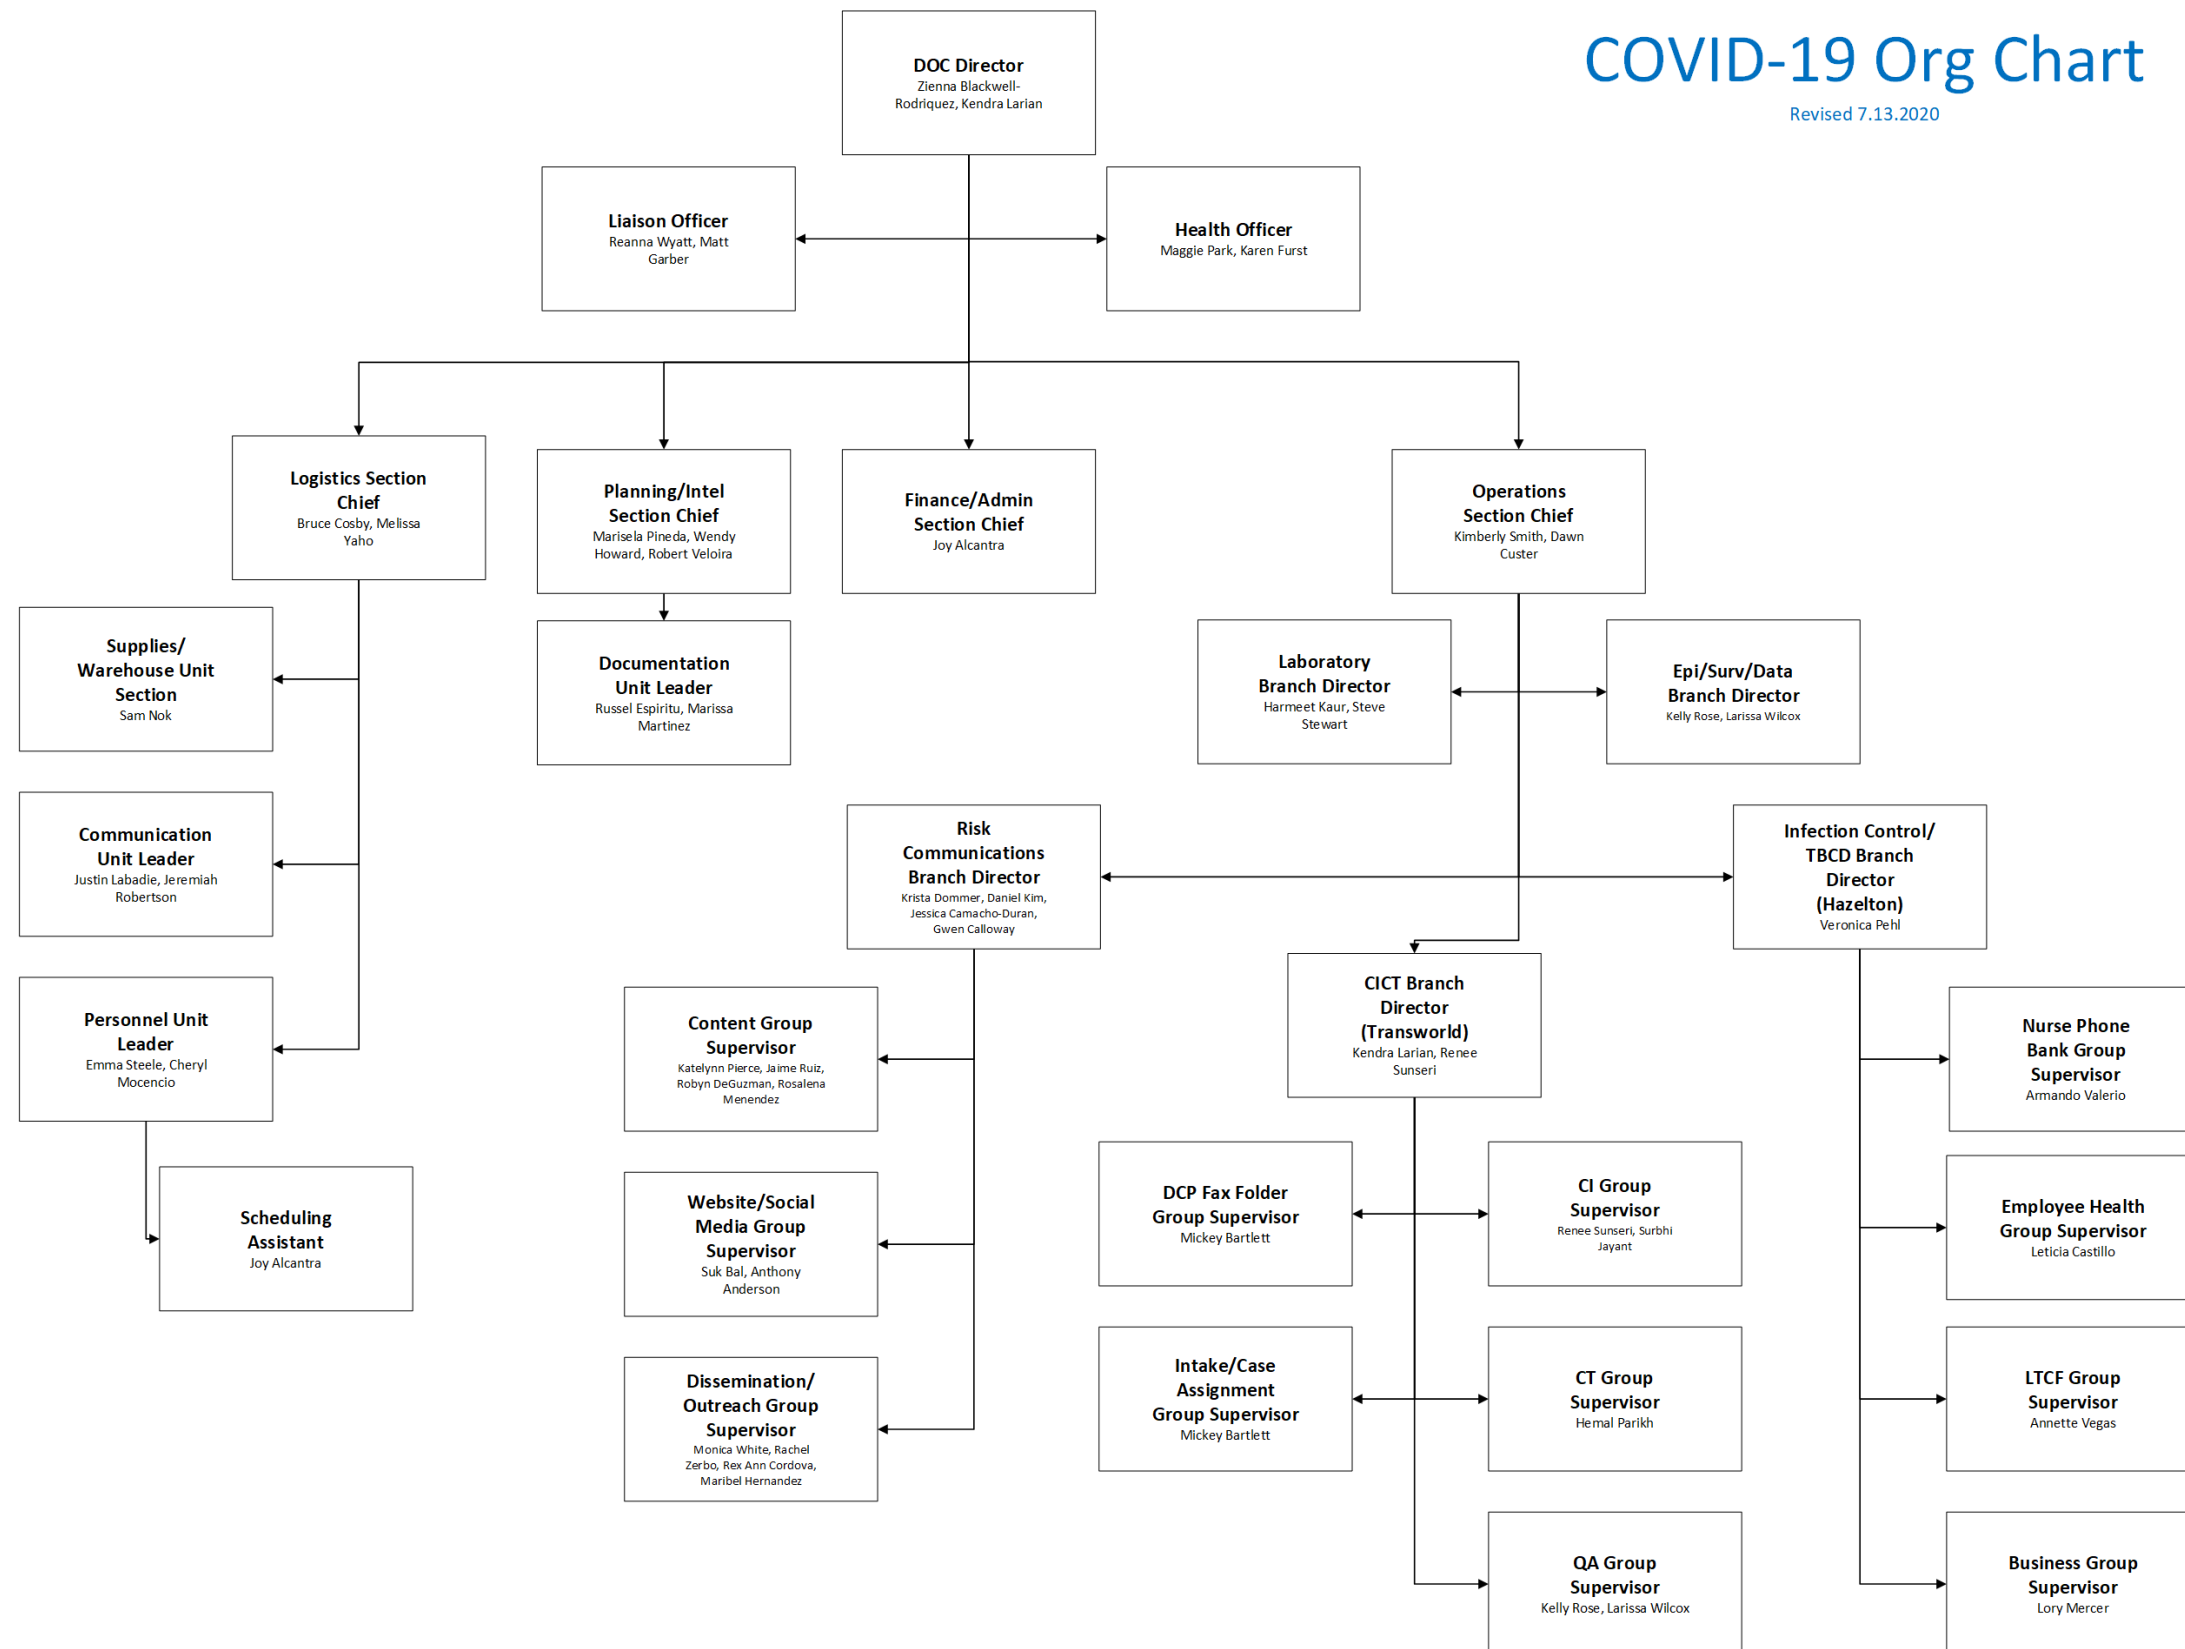 COVID-19 Org Chart
Revised 7.13.2020
DOC Director
Zienna Blackwell-
Rodriquez, Kendra Larian
Liaison Officer
Reanna Wyatt, Matt
Garber
Health Officer
Maggie Park, Karen Furst
Logistics Section
Chief
Bruce Cosby, Melissa
Yaho
Planning/Intel
Section Chief
Marisela Pineda, Wendy
Howard, Robert Veloira
Finance/Admin
Section Chief
Joy Alcantra
Operations
Section Chief
Kimberly Smith, Dawn
Custer
Supplies/
Warehouse Unit
Section
Sam Nok
Documentation
Unit Leader
Russel Espiritu, Marissa
Martinez
Laboratory
Branch Director
Harmeet Kaur, Steve
Stewart
Epi/Surv/Data
Branch Director
Kelly Rose, Larissa Wilcox
Communication
Unit Leader
Justin Labadie, Jeremiah
Robertson
Risk
Communications
Branch Director
Krista Dommer, Daniel Kim,
Jessica Camacho-Duran,
Gwen Calloway
Infection Control/
TBCD Branch
Director
(Hazelton)
Veronica Pehl
Personnel Unit
Leader
Emma Steele, Cheryl
Mocencio
Content Group
Supervisor
Katelynn Pierce, Jaime Ruiz,
Robyn DeGuzman, Rosalena
Menendez
CICT Branch
Director
(Transworld)
Kendra Larian, Renee
Sunseri
Nurse Phone
Bank Group
Supervisor
Armando Valerio
Scheduling
Assistant
Joy Alcantra
Website/Social
Media Group
Supervisor
Suk Bal, Anthony
Anderson
DCP Fax Folder
Group Supervisor
Mickey Bartlett
CI Group
Supervisor
Renee Sunseri, Surbhi
Jayant
Employee Health
Group Supervisor
Leticia Castillo
Dissemination/
Outreach Group
Supervisor
Monica White, Rachel
Zerbo, Rex Ann Cordova,
Maribel Hernandez
Intake/Case
Assignment
Group Supervisor
Mickey Bartlett
CT Group
Supervisor
Hemal Parikh
LTCF Group
Supervisor
Annette Vegas
QA Group
Supervisor
Kelly Rose, Larissa Wilcox
Business Group
Supervisor
Lory Mercer